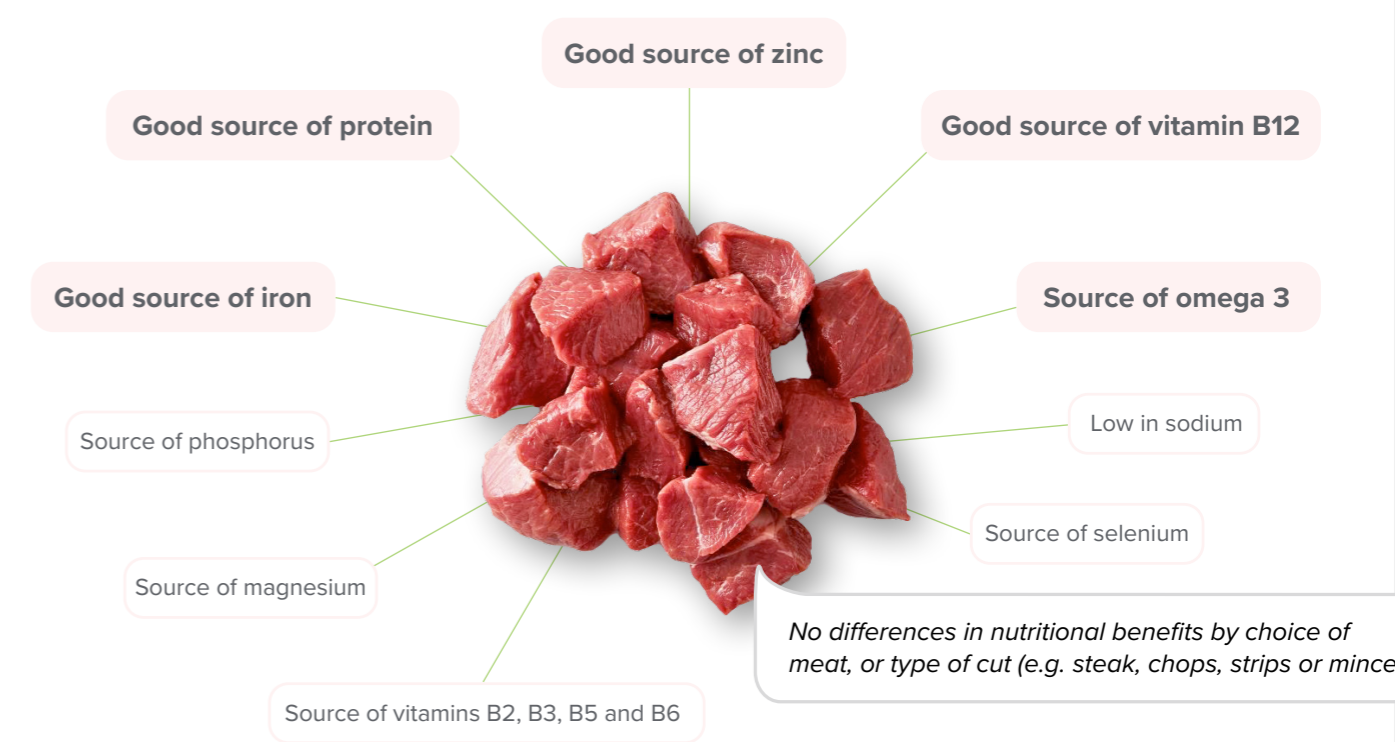 Good source of zinc
Good source of protein
Good source of vitamin B12
Good source of iron
Source of omega 3
Source of phosphorus
Low in sodium
Source of selenium
Source of magnesium
No differences in nutritional benefits by choice of
meat, or type of cut (e.g. steak, chops, strips or mince
Source of vitamins B2, B3, B5 and B6